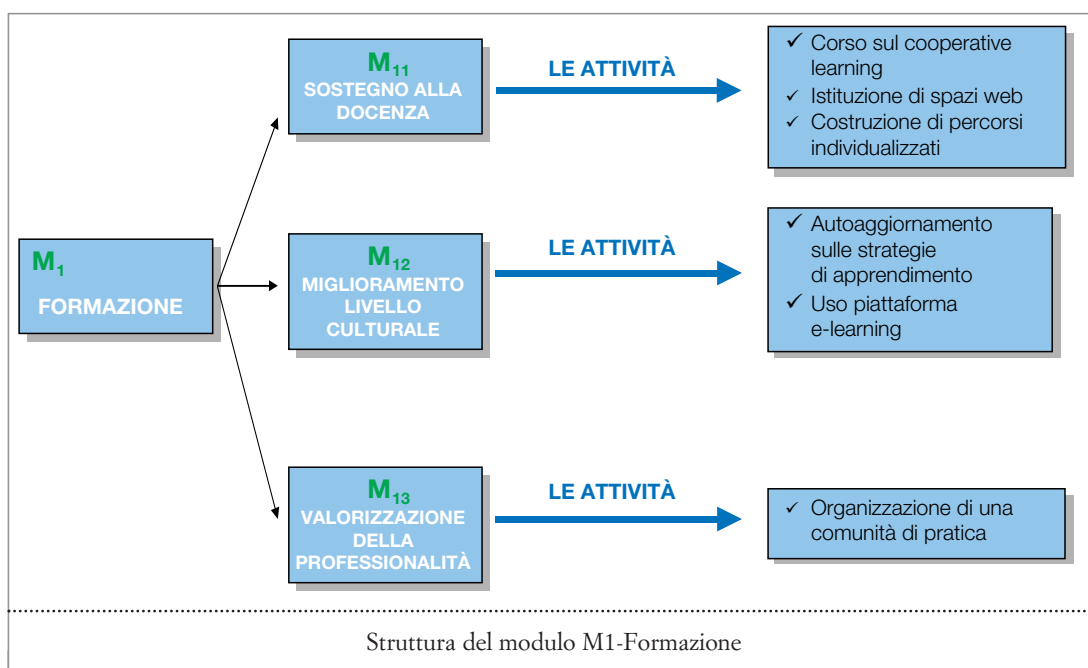 M11
SOSTEGNO ALLA
DOCENZA
LE ATTIVITÀ
✓ Corso sul cooperative
learning
✓ Istituzione di spazi web
✓ Costruzione di percorsi
individualizzati
M1
FORMAZIONE
M12
MIGLIORAMENTO
LIVELLO
CULTURALE
LE ATTIVITÀ
✓ Autoaggiornamento
sulle strategie
di apprendimento
✓ Uso piattaforma
e-learning
M13
VALORIZZAZIONE
DELLA
PROFESSIONALITÀ
LE ATTIVITÀ
✓ Organizzazione di una
comunità di pratica
Struttura del modulo M1-Formazione